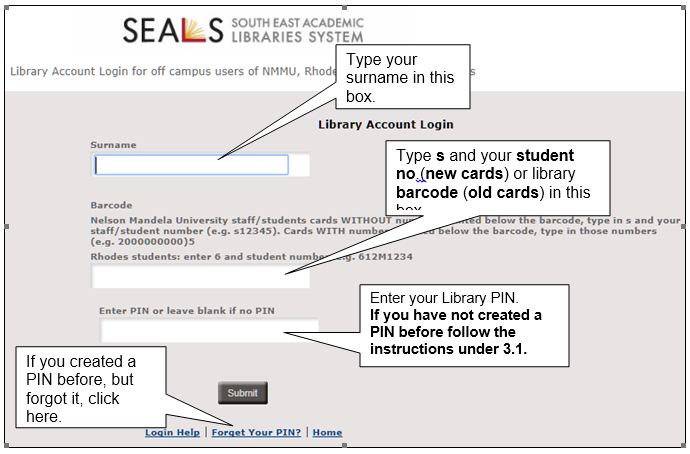 SEALS SOUTH EAST ACADEMIC
LIBRARIES SYSTEM
Library Account Login for off campus users of NMMU, Rhode
s
Type your
surname in this
box.
Library Account Login
Surname
Type s and your student
no.(new cards) or library
barcode (old cards) in this
box
Barcode
Nelson Mandela University staff/students cards WITHOUT num nted below the barcode, type in s and your
staff/student number (e.g. s12345). Cards WITH number ed below the barcode, type in those numbers
(e.g. 2000000000)5
Rhodes students: enter 6 and student number e.g. 612M1234
Enter PIN or leave blank if no PIN
Enter your Library PIN.
If you have not created a
PIN before follow the
instructions under 3.1.
If you created a
PIN before, but
forgot it, click
here.
Submit
Login Help | Forget Your PIN? | Home